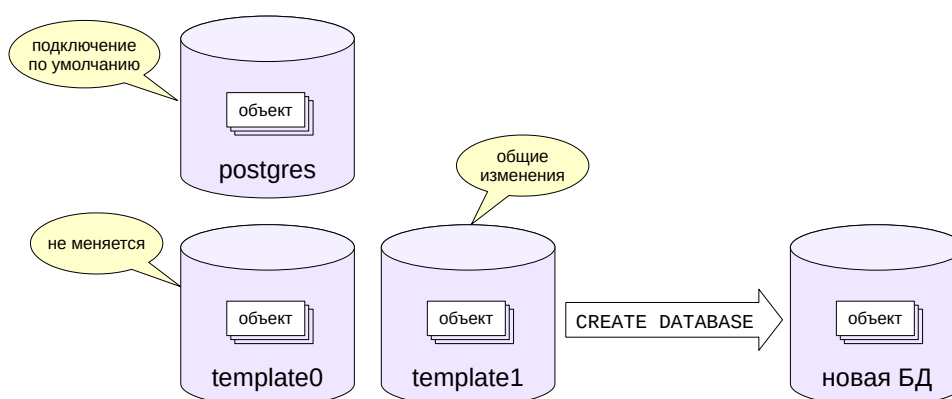 подключение
по умолчанию
объект
postgres
общие
изменения
не меняется
объект
template0
объект
template1
CREATE DATABASE
объект
новая БД